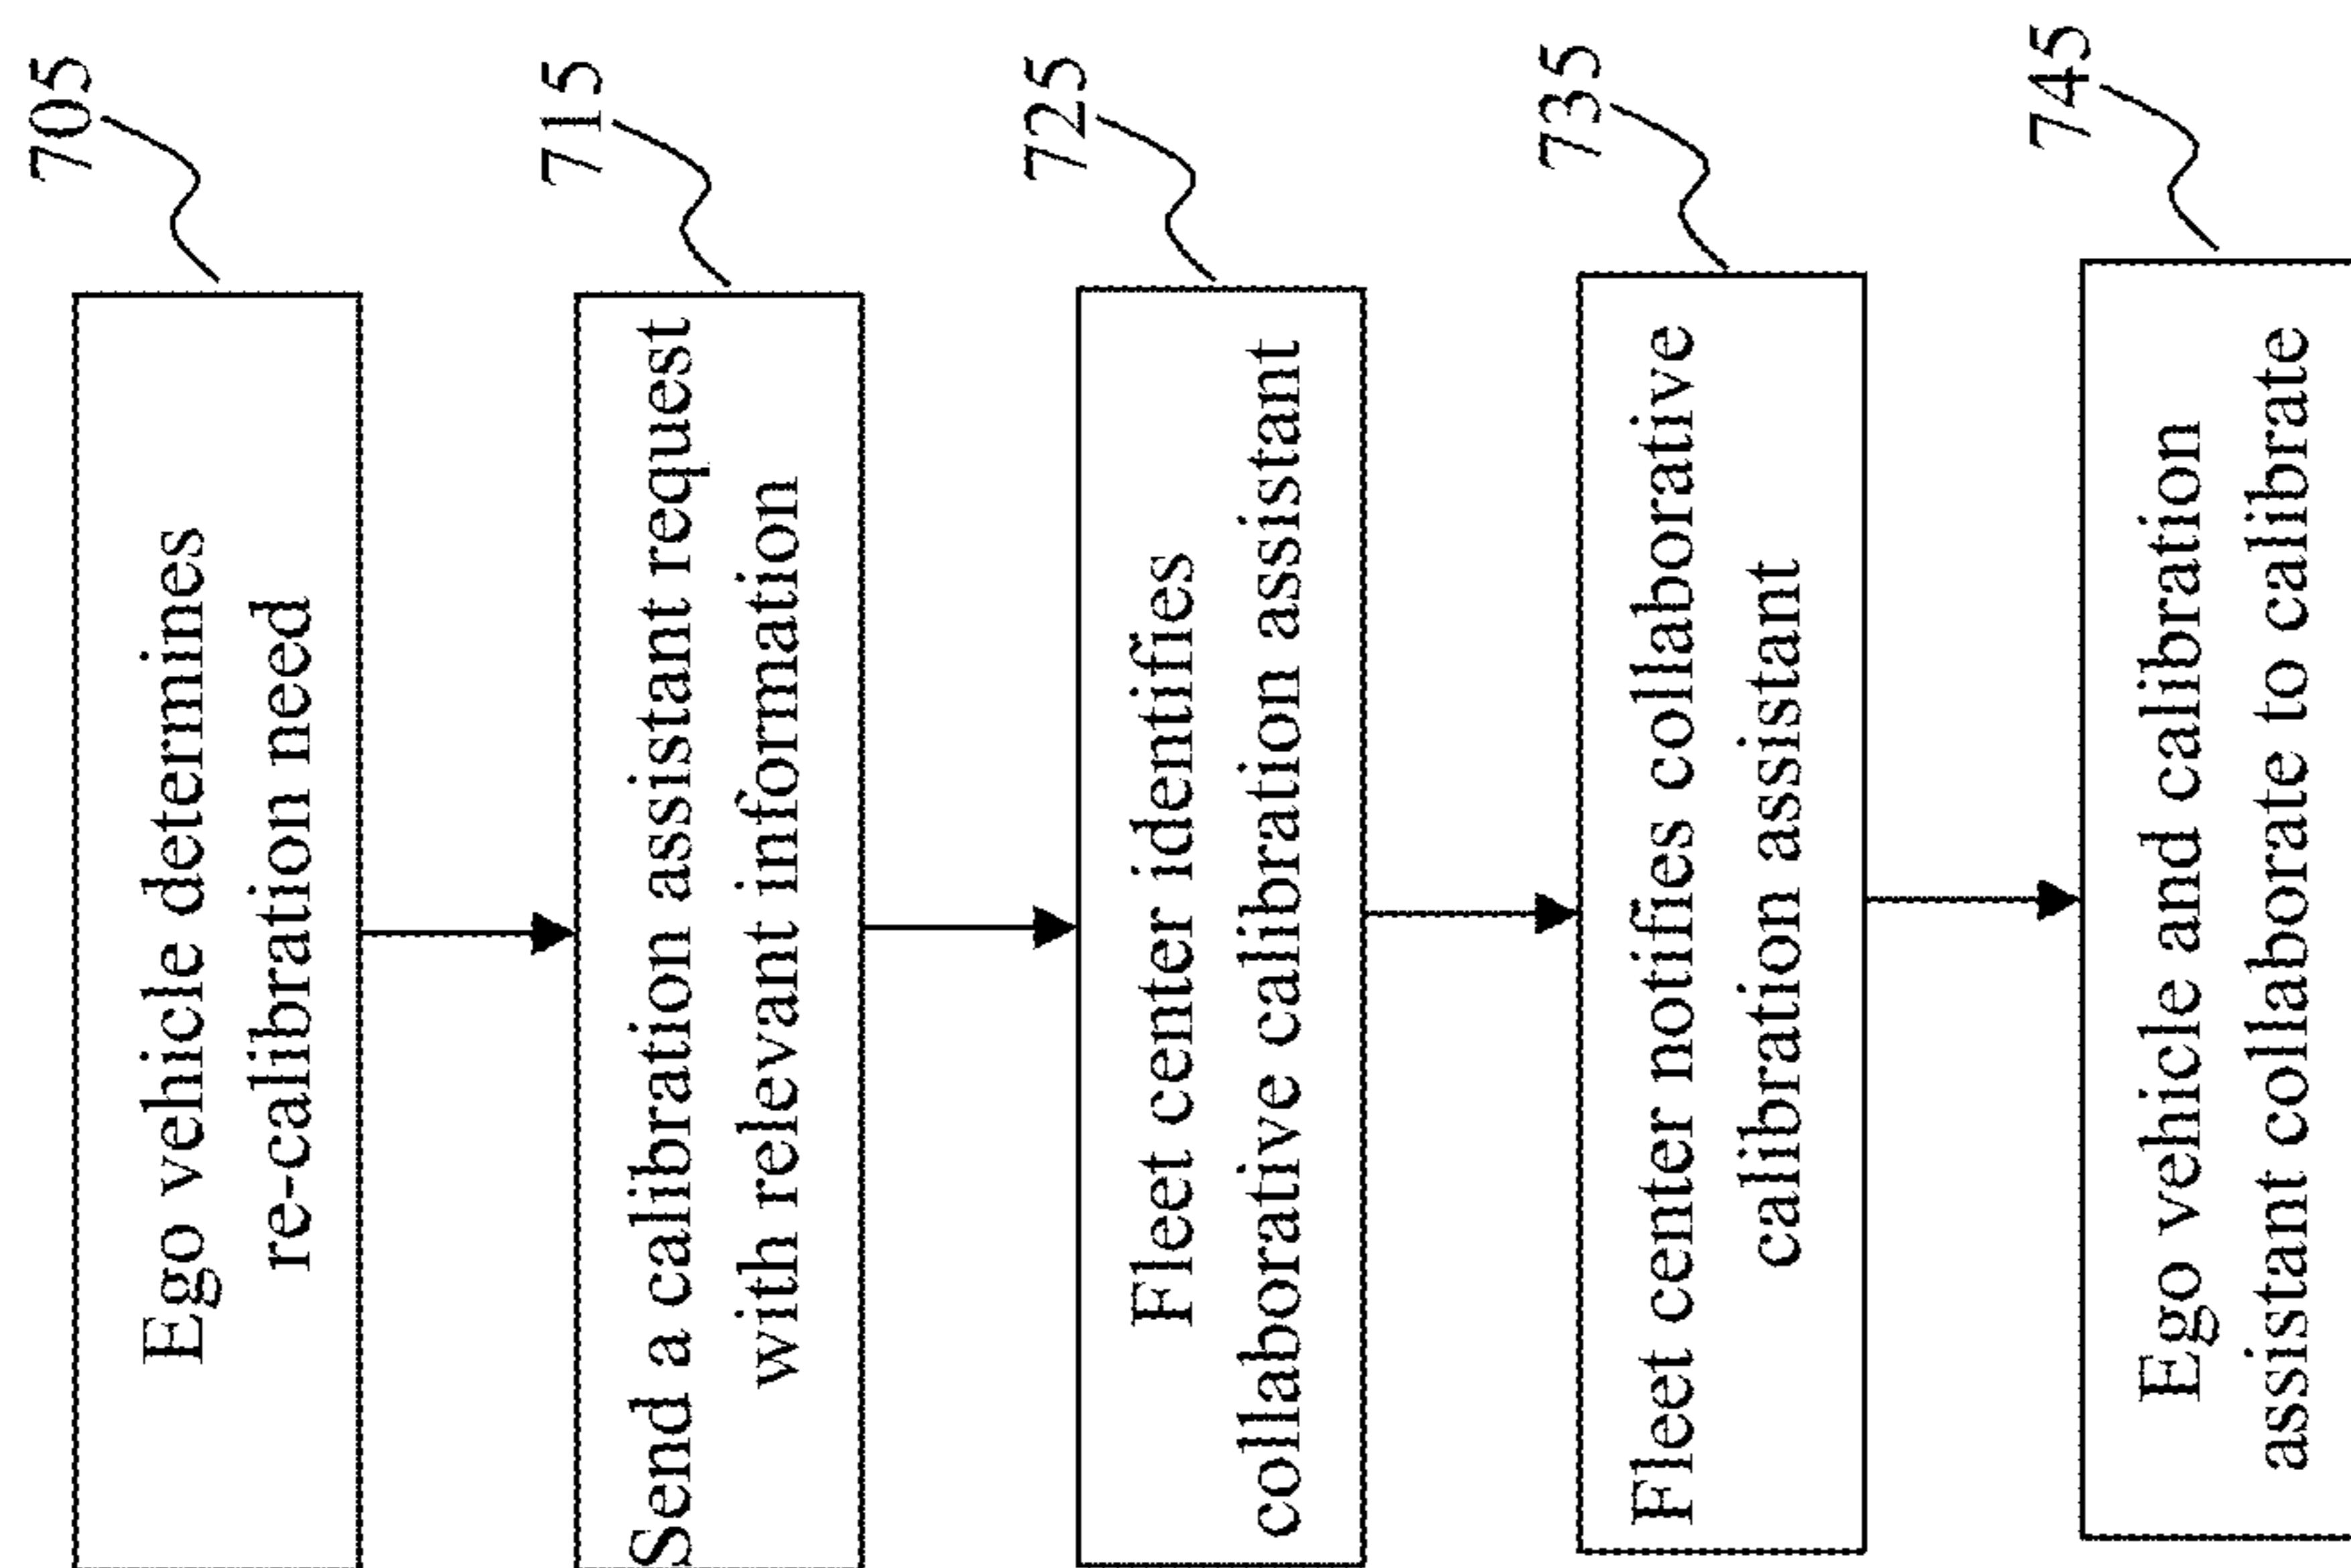 705
Ego vehicle determines
re-calibration need
715
Send a calibration assistant request
with relevant information
725
Fleet center identifies
collaborative calibration assistant
735
Fleet center notifies collaborative
calibration assistant
745
Ego vehicle and calibration
assistant collaborate to calibrate